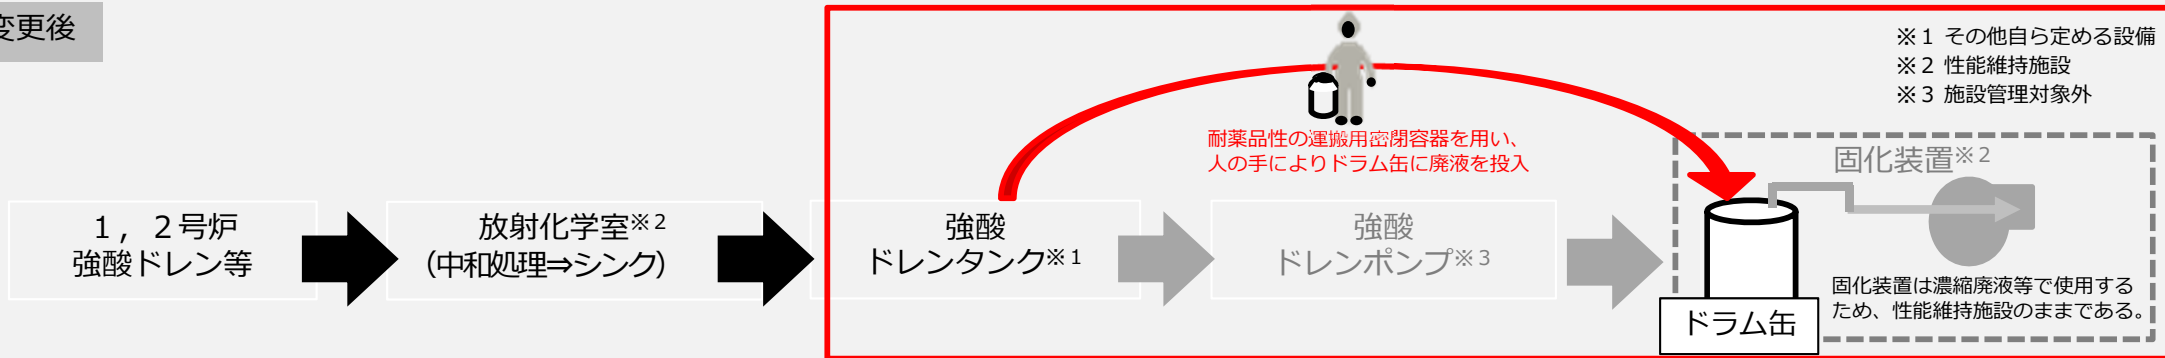 変更後
※１ その他自ら定める設備
※２ 性能維持施設
※３ 施設管理対象外
耐薬品性の運搬用密閉容器を用い、
人の手によりドラム缶に廃液を投入
固化装置※２
１，２号炉
強酸ドレン等
放射化学室※２
（中和処理⇒シンク）
強酸
ドレンタンク※１
強酸
ドレンポンプ※３
ドラム缶
固化装置は濃縮廃液等で使用する
ため、性能維持施設のままである。